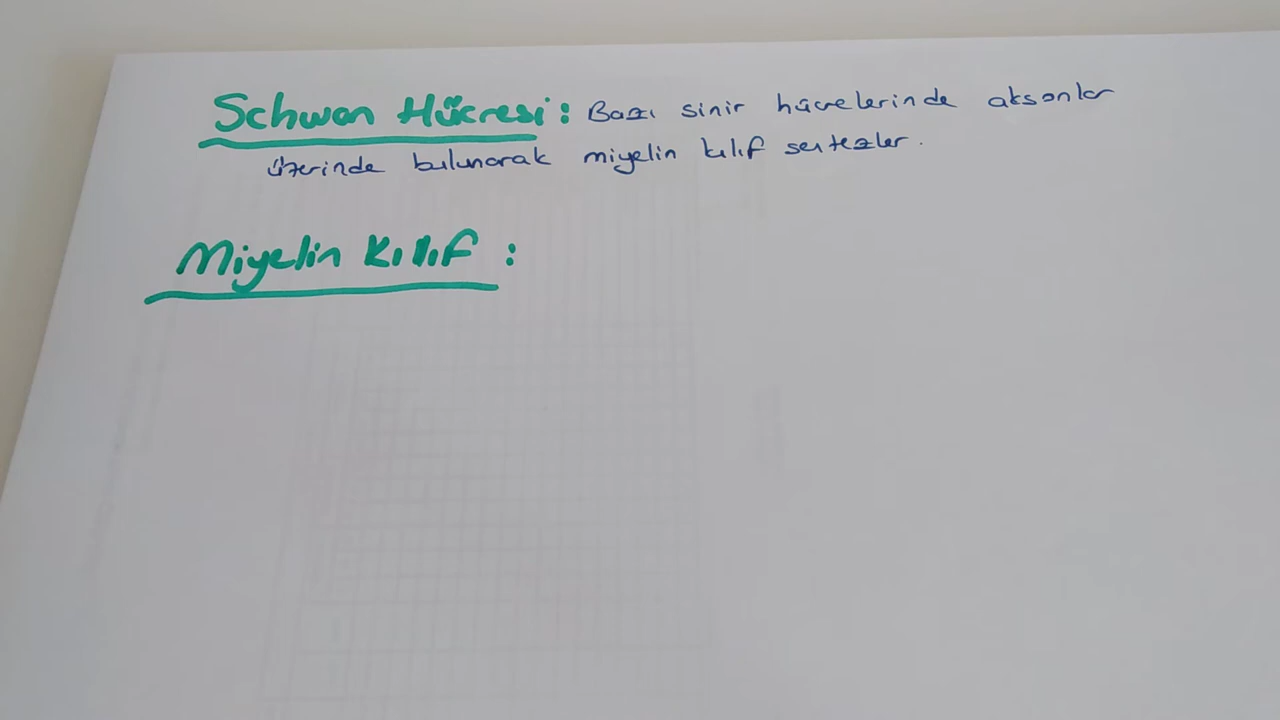 Schwan Hücresi: Bazı sinir hücrelerinde aksonlar
üzerinde bulunarak miyelin kılıf sentezler.
Miyelin Kılıf :